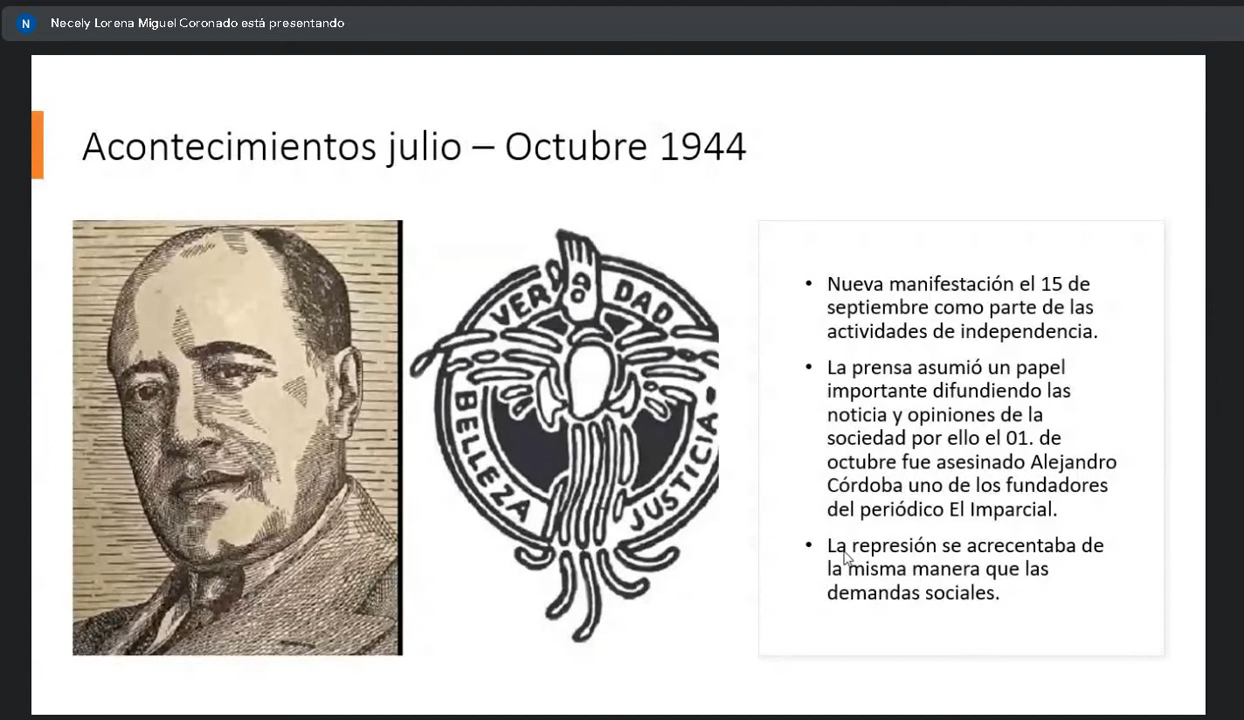 N
Necely Lorena Miguel Coronado está presentando
Acontecimientos julio – Octubre 1944
VERDAD
BELLEZA
JUSTICIA
• Nueva manifestación el 15 de
septiembre como parte de las
actividades de independencia.
• La prensa asumió un papel
importante difundiendo las
noticia y opiniones de la
sociedad por ello el 01. de
octubre fue asesinado Alejandro
Córdoba uno de los fundadores
del periódico El Imparcial.
• La represión se acrecentaba de
la misma manera que las
demandas sociales.